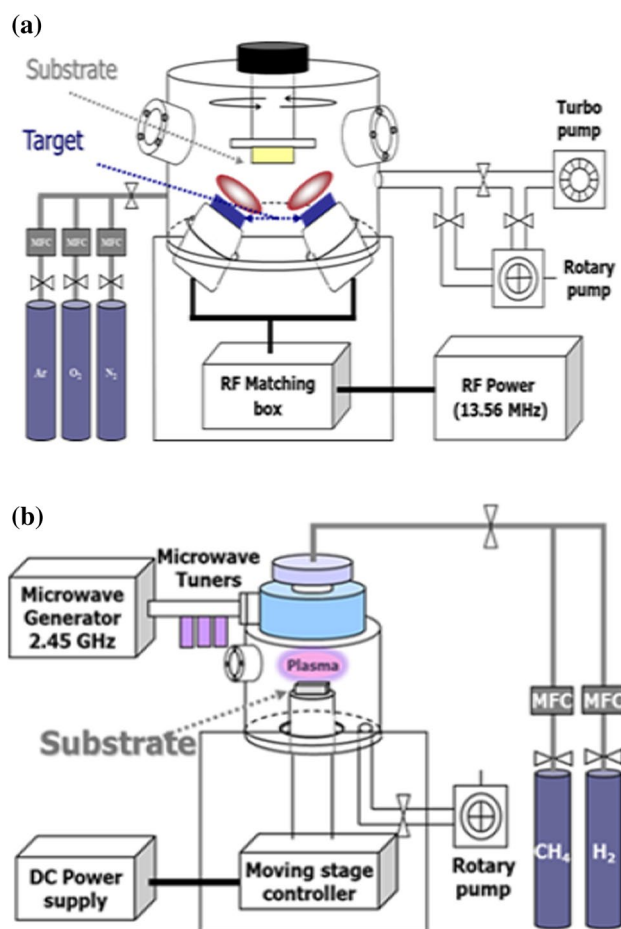 (a)
Substrate
Target
Turbo
pump
MFC
MFC
MFC
Rotary
pump
Ar
O₂
N₂
RF Matching
box
RF Power
(13.56 MHz)
(b)
Microwave
Tuners
Microwave
Generator
2.45 GHz
Plasma
MFC
MFC
Substrate
CH₄
H₂
Rotary
pump
DC Power
supply
Moving stage
controller